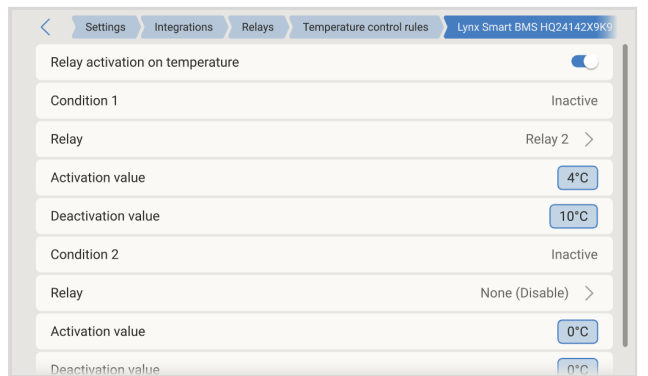 Settings Integrations Relays Temperature control rules Lynx Smart BMS HQ24142X9K9
Relay activation on temperature
Condition 1 Inactive
Relay Relay 2
Activation value 4°C
Deactivation value 10°C
Condition 2 Inactive
Relay None (Disable)
Activation value 0°C
Deactivation value 0°C